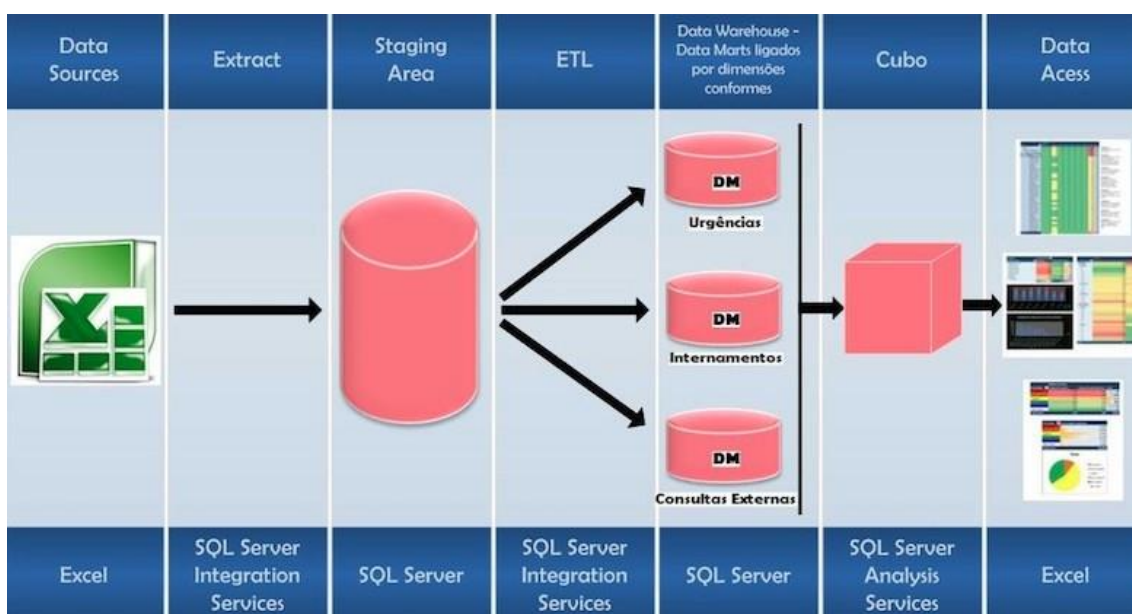 Data
Sources
Extract
Staging
Area
ETL
Data Warehouse -
Data Marts ligados
por dimensões
conformes
Cubo
Data
Acess
DM
Urgências
DM
Internamentos
DM
Consultas Externas
Excel
SQL Server
Integration
Services
SQL Server
SQL Server
Integration
Services
SQL Server
SQL Server
Analysis
Services
Excel